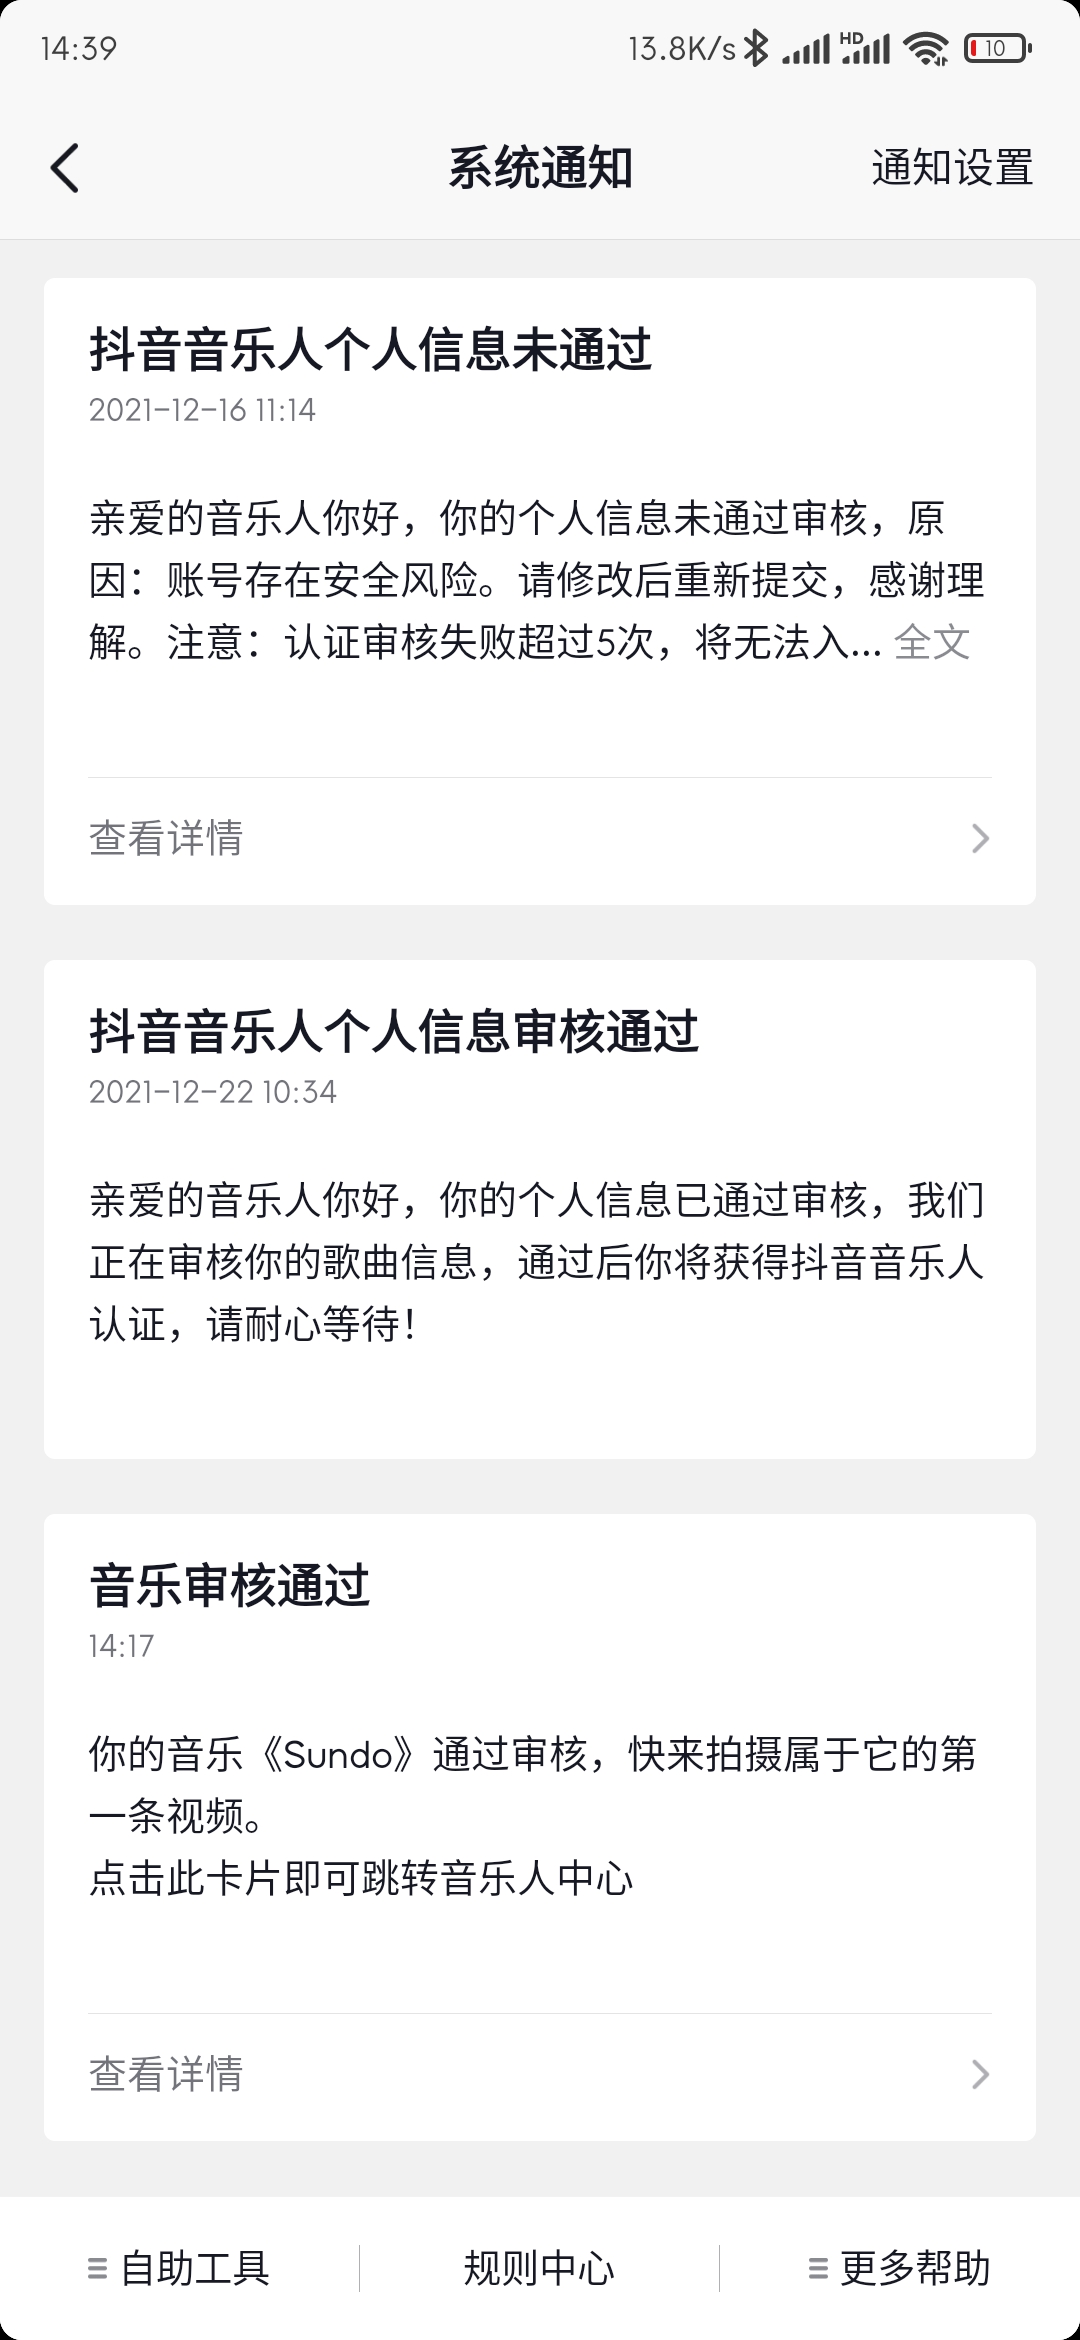 14:39
13.8K/s HD 10
系统通知
通知设置
抖音音乐人个人信息未通过
2021-12-16 11:14
亲爱的音乐人你好，你的个人信息未通过审核，原
因：账号存在安全风险。请修改后重新提交，感谢理
解。注意：认证审核失败超过5次，将无法入... 全文
查看详情
抖音音乐人个人信息审核通过
2021-12-22 10:34
亲爱的音乐人你好，你的个人信息已通过审核，我们
正在审核你的歌曲信息，通过后你将获得抖音音乐人
认证，请耐心等待！
音乐审核通过
14:17
你的音乐《Sundo》通过审核，快来拍摄属于它的第
一条视频。
点击此卡片即可跳转音乐人中心
查看详情
自助工具
规则中心
更多帮助